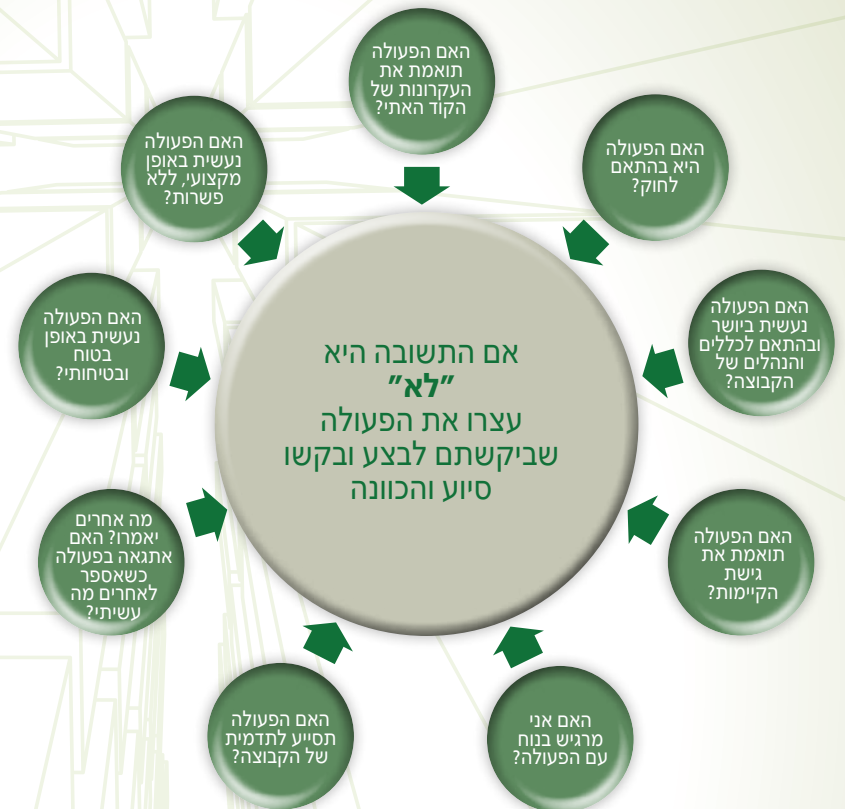 האם הפעולה
תואמת את
העקרונות של
הקוד האתי?
האם הפעולה
היא בהתאם
לחוק?
האם הפעולה
נעשית ביושר
ובהתאם לכללים
והנהלים של
הקבוצה?
האם הפעולה
תואמת את
גישת
הקיימות?
האם אני
מרגיש בנוח
עם הפעולה?
האם הפעולה
תסייע לתדמית
של הקבוצה?
מה אחרים
יאמרו? האם
אתגאה בפעולה
כשאספר
לאחרים מה
עשיתי?
האם הפעולה
נעשית באופן
בטוח
ובטיחותי?
האם הפעולה
נעשית באופן
מקצועי, ללא
פשרות?
אם התשובה היא
"לא"
עצרו את הפעולה
שביקשתם לבצע ובקשו
סיוע והכוונה